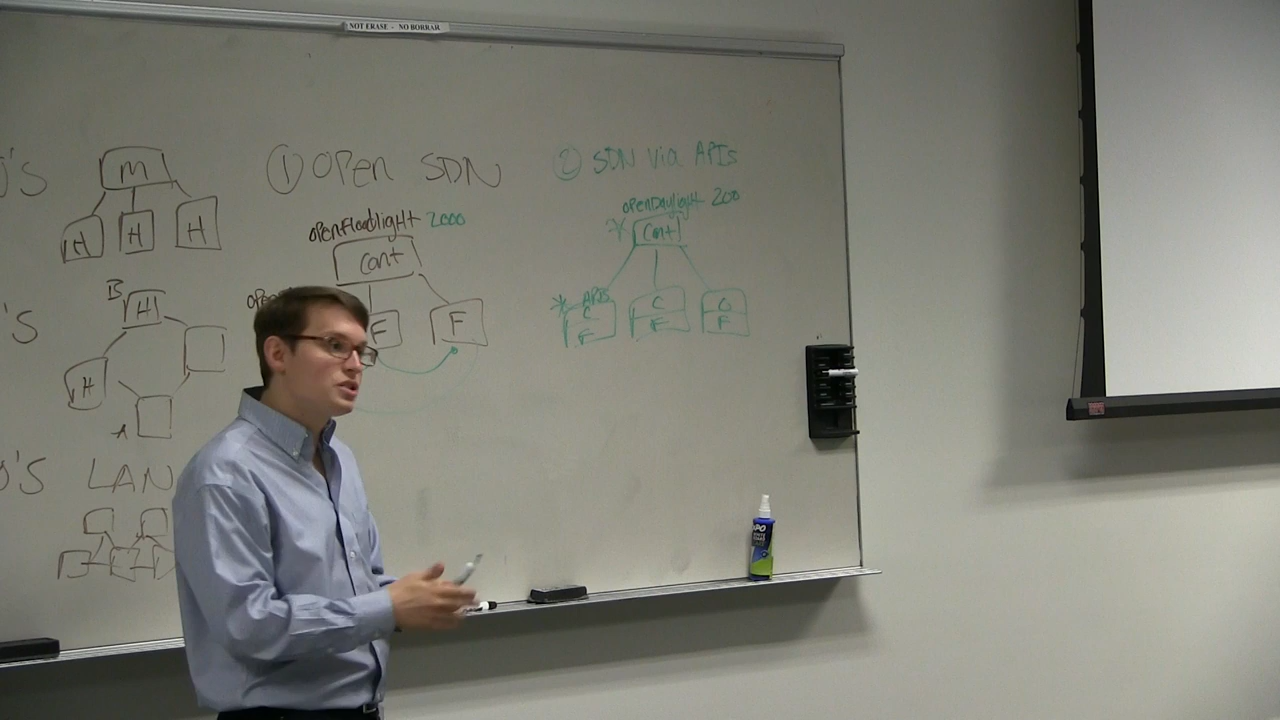 NOT ERASE - NO BORRAR
'S
M
H H H
① OPEN SDN
② SDN via APIs
openFloodlight 2000
Cont
F F
openDaylight 200
* Cont
* APIs
C C C
F F F
'S
B
H
H
A
'S LAN
EXPO